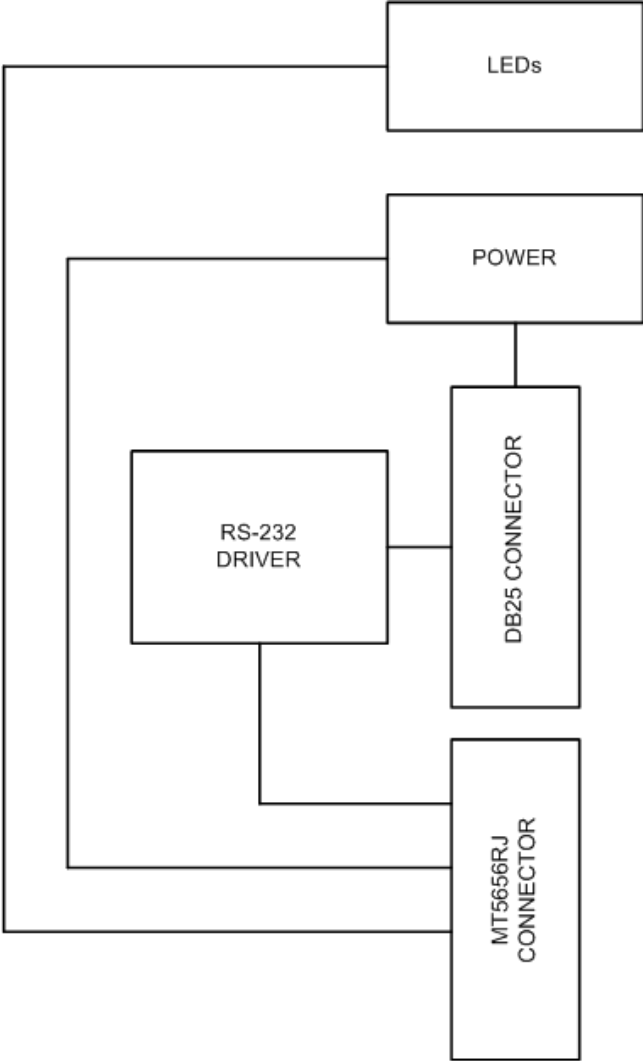 LEDs
POWER
RS-232
DRIVER
DB25 CONNECTOR
MT5656RJ
CONNECTOR